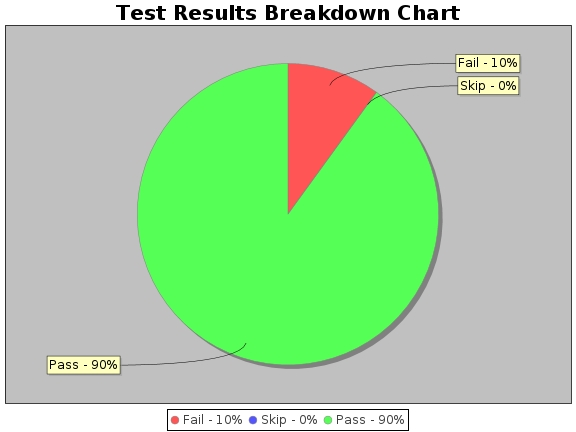 Test Results Breakdown Chart
Fail - 10%
Skip - 0%
Pass - 90%
Fail - 10% Skip - 0% Pass - 90%